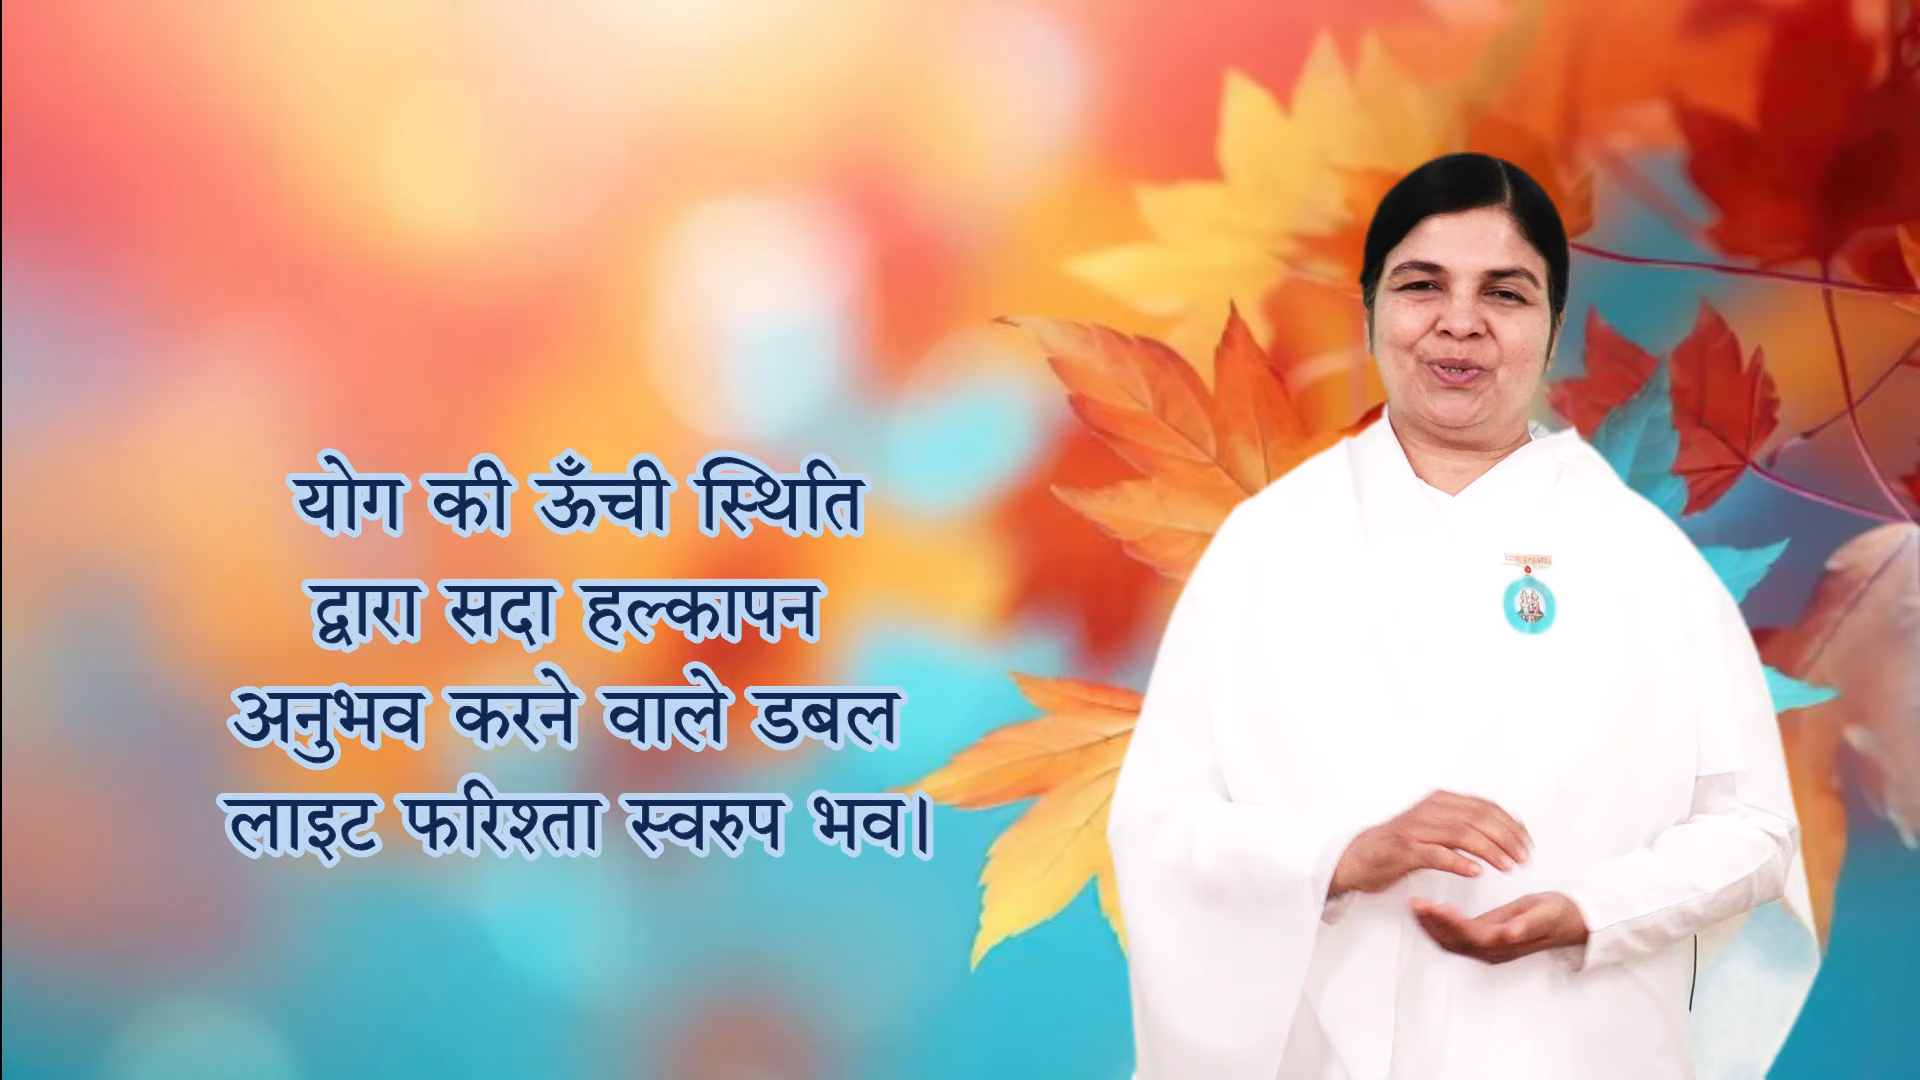 योग की ऊँची स्थिति
द्वारा सदा हल्कापन
अनुभव करने वाले डबल
लाइट फरिश्ता स्वरुप भव।